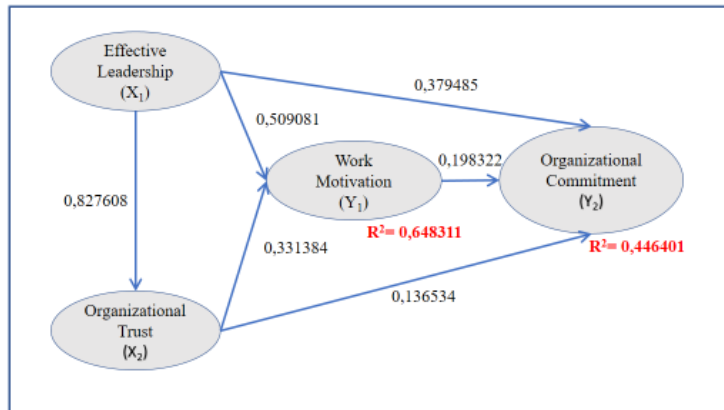 Effective
Leadership
(X₁)
0,379485
0,509081
Work
Motivation
(Y₁)
0,198322
Organizational
Commitment
(Y₂)
0,827608
R²= 0,648311
R²= 0,446401
0,331384
0,136534
Organizational
Trust
(X₂)